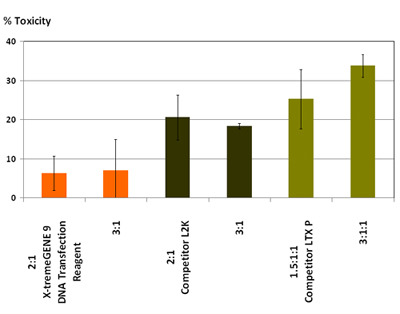 % Toxicity
40
30
20
10
0
2:1
X-tremeGENE 9
DNA Transfection
Reagent
3:1
2:1
Competitor L2K
3:1
1.5:1:1
Competitor LTX P
3:1:1